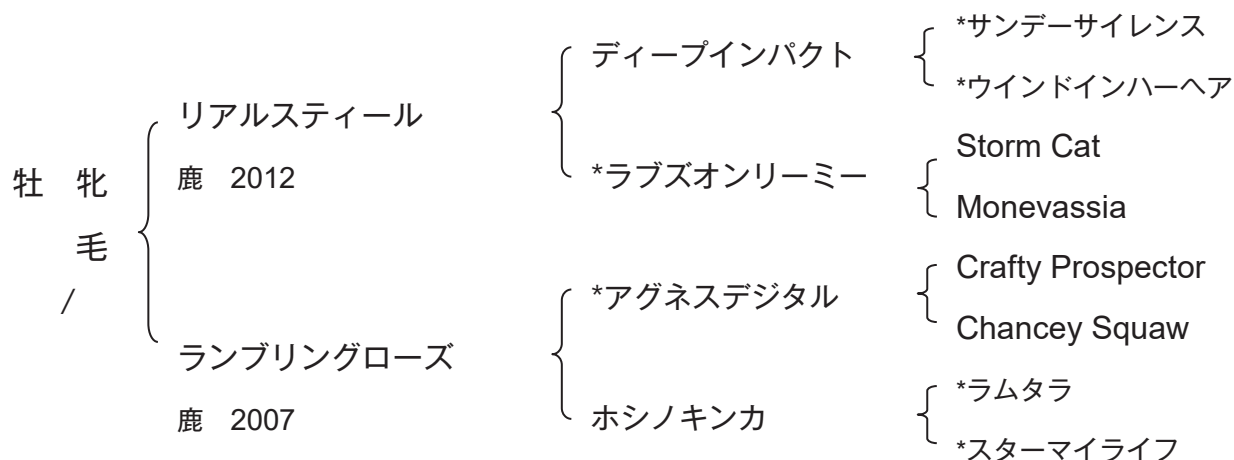 牡 牝
毛
/
リアルスティール
鹿 2012
ランブリングローズ
鹿 2007
ディープインパクト
*ラブズオンリーミー
*アグネスデジタル
ホシノキンカ
*サンデーサイレンス
*ウインドインハーヘア
Storm Cat
Monevassia
Crafty Prospector
Chancey Squaw
*ラムタラ
*スターマイライフ